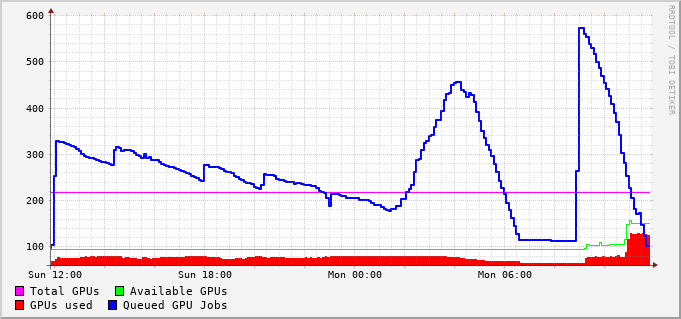 600
500
400
300
200
100
Sun 12:00 Sun 18:00 Mon 00:00 Mon 06:00
Total GPUs Available GPUs
GPUs used Queued GPU Jobs
RRDTOOL / TOBI OETIKER